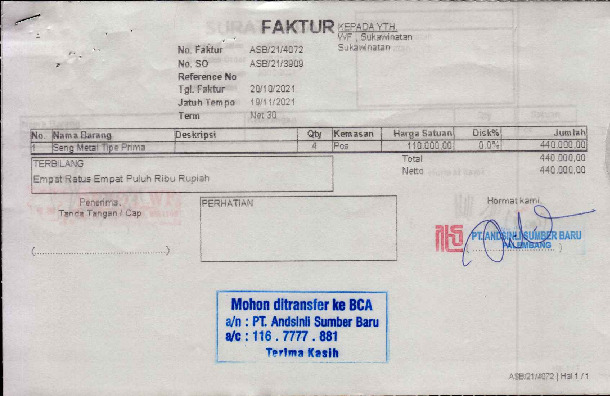 FAKTUR
KEPADA YTH.
WF , Sukawinatan
Sukawinatan
No. Faktur ASB/21/4072
No. SO ASB/21/3909
Reference No
Tgl. Faktur 20/10/2021
Jatuh Tempo 19/11/2021
Term Net 30
No. Nama Barang Deskripsi Qty Kemasan Harga Satuan Disk% Jumlah
1 Seng Metal Tipe Prima 4 Pcs 110.000,00 0.0% 440.000,00
Total 440.000,00
Netto 440.000,00
TERBILANG
Empat Ratus Empat Puluh Ribu Rupiah
Penerima,
Tanda Tangan / Cap
PERHATIAN
Hormat kami,
PT. ANDSINLI SUMBER BARU
PALEMBANG
(........................................)
Mohon ditransfer ke BCA
a/n : PT. Andsinli Sumber Baru
a/c : 116 . 7777 . 881
Terima Kasih
ASB/21/4072 | Hal 1 / 1